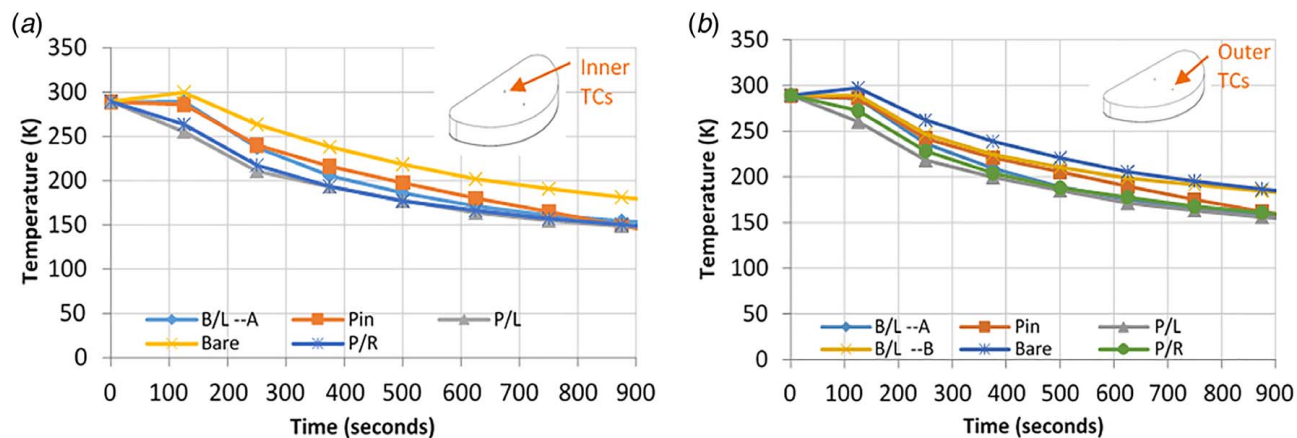 (a)
350
300
250
200
150
100
50
0
Temperature (K)
Inner
TCs
B/L --A
Pin
P/L
Bare
P/R
0 100 200 300 400 500 600 700 800 900
Time (seconds)
(b)
350
300
250
200
150
100
50
0
Temperature (K)
Outer
TCs
B/L --A
Pin
P/L
B/L --B
Bare
P/R
0 100 200 300 400 500 600 700 800 900
Time (seconds)